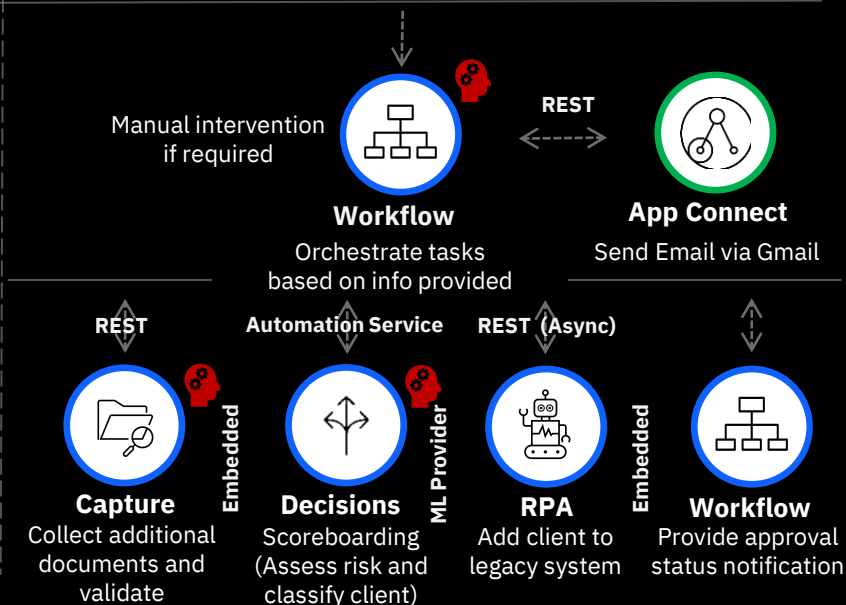 REST
Manual intervention
if required
Workflow
App Connect
Orchestrate tasks
based on info provided
Send Email via Gmail
REST
Automation Service
REST (Async)
Embedded
ML Provider
Embedded
Capture
Decisions
RPA
Workflow
Collect additional
documents and
validate
Scoreboarding
(Assess risk and
classify client)
Add client to
legacy system
Provide approval
status notification